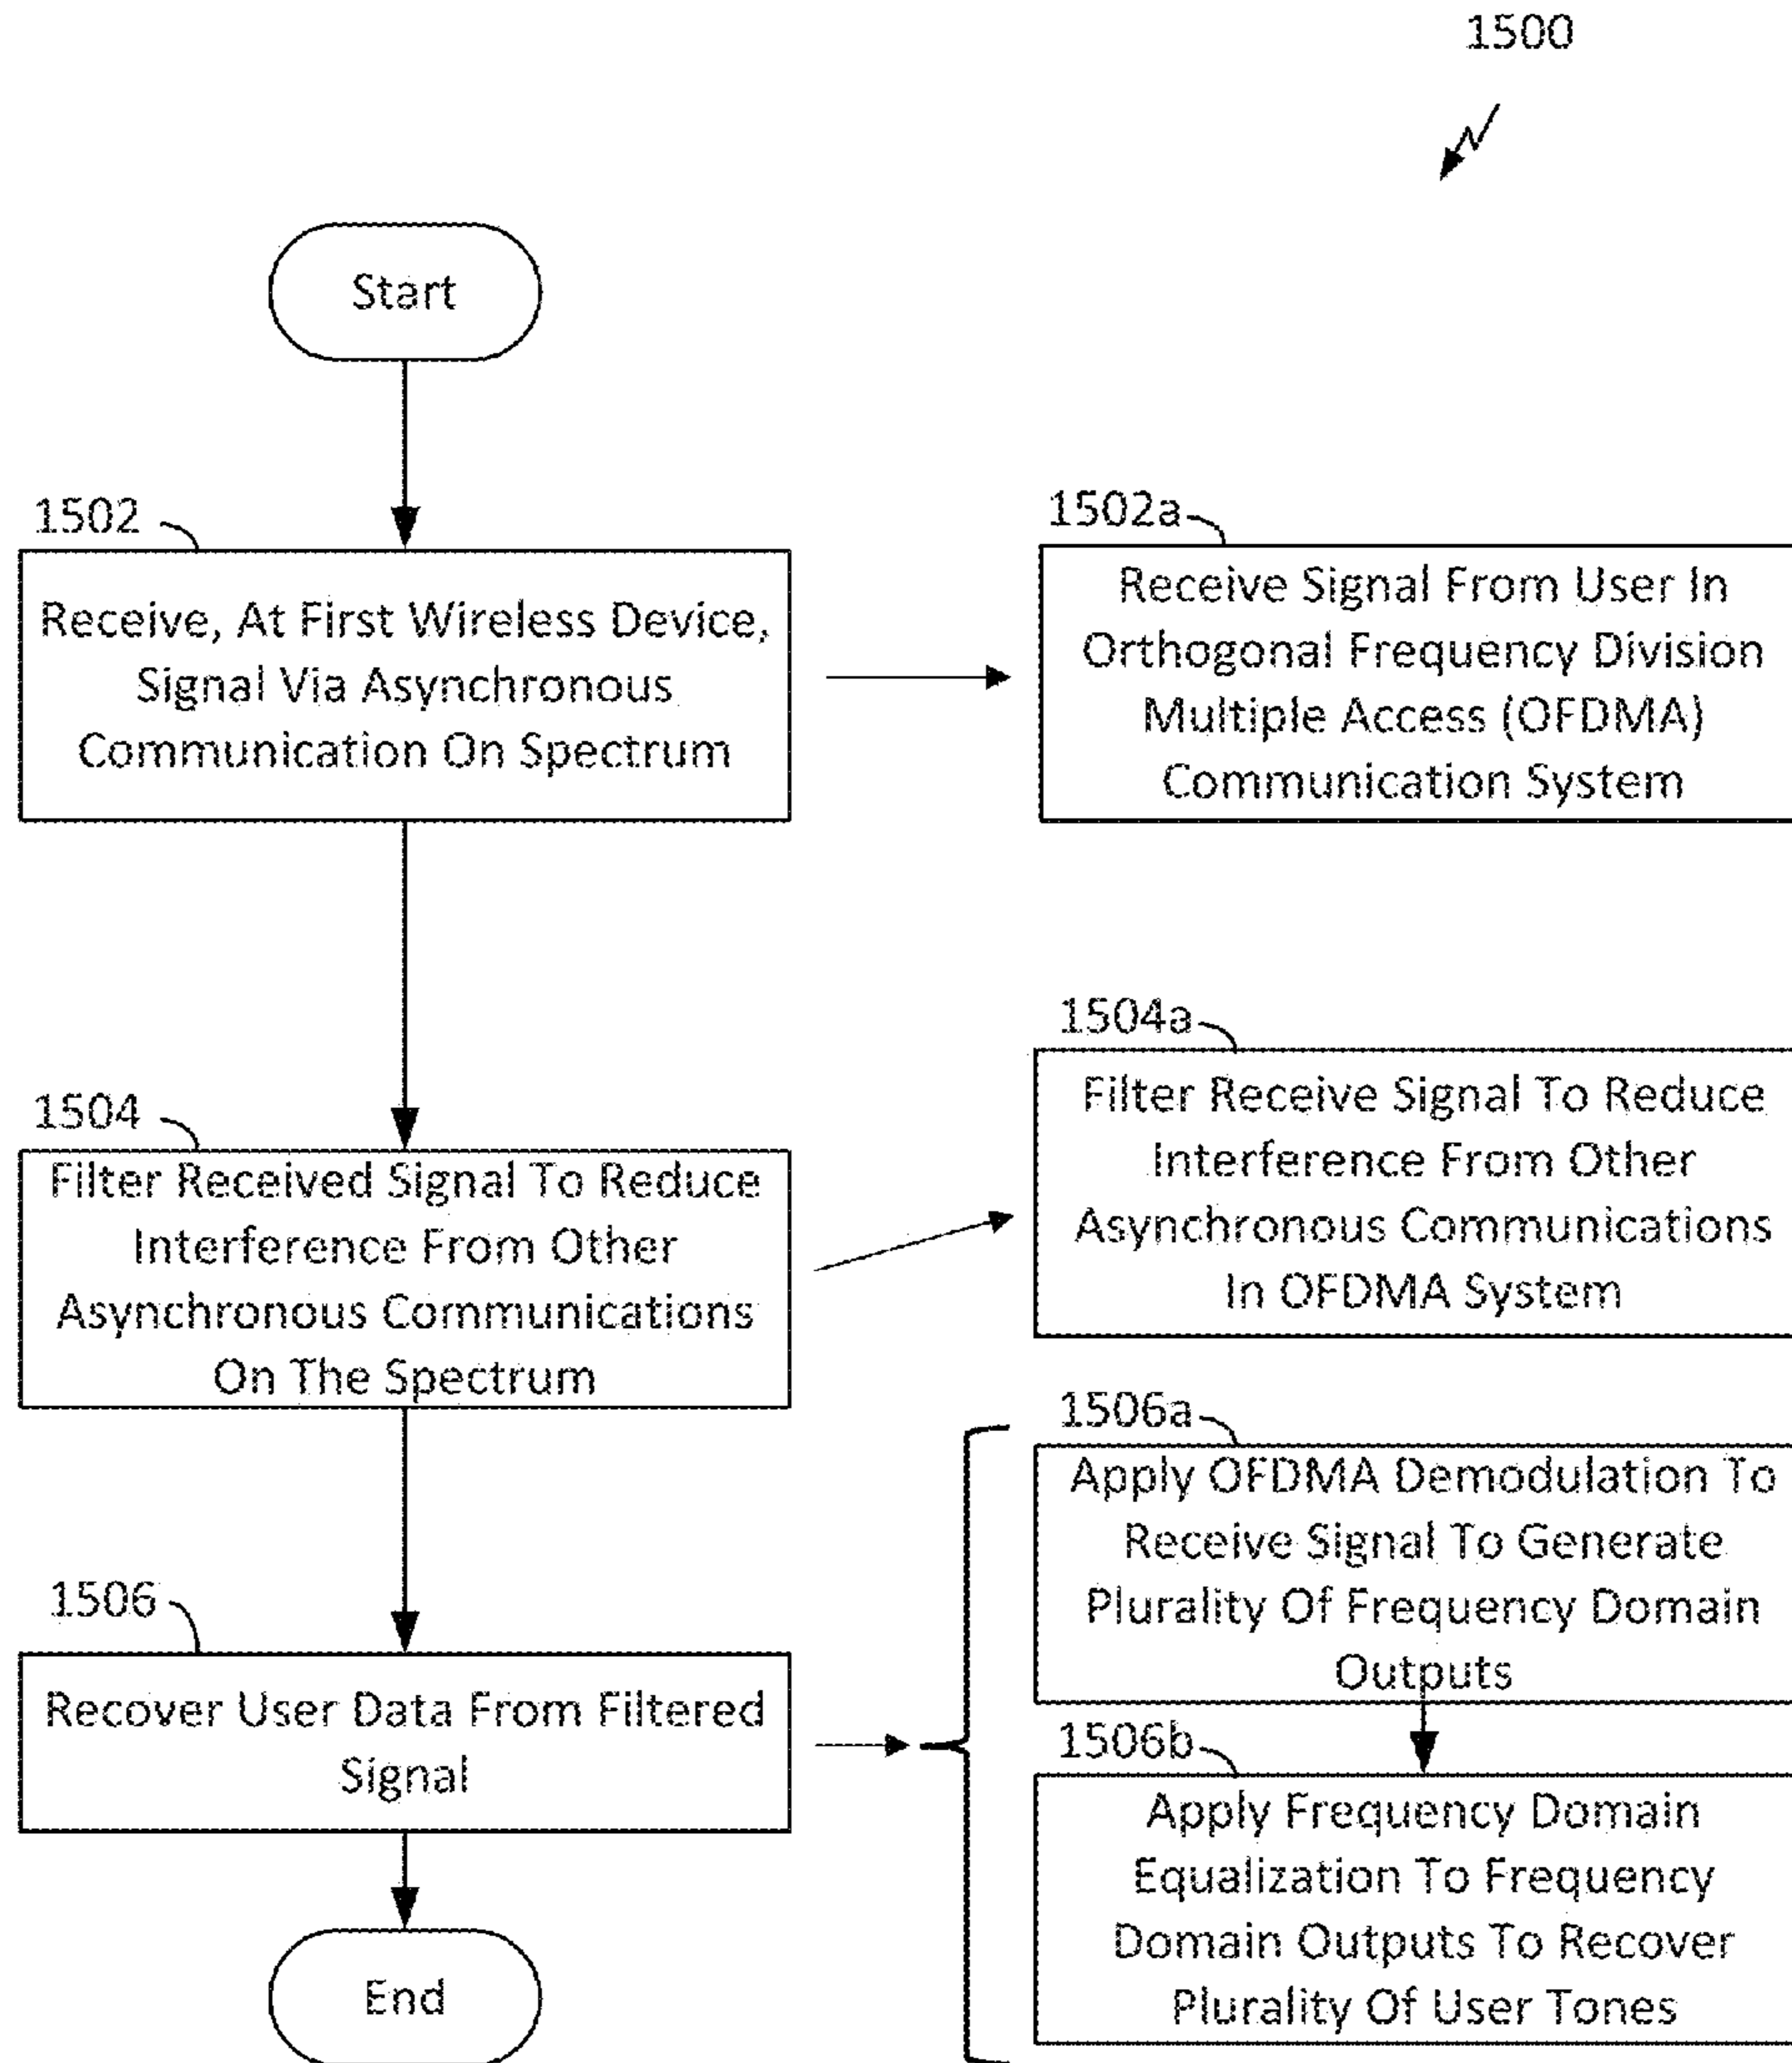 1500
Start
1502
Receive, At First Wireless Device,
Signal Via Asynchronous
Communication On Spectrum
1502a
Receive Signal From User In
Orthogonal Frequency Division
Multiple Access (OFDMA)
Communication System
1504
Filter Received Signal To Reduce
Interference From Other
Asynchronous Communications
On The Spectrum
1504a
Filter Receive Signal To Reduce
Interference From Other
Asynchronous Communications
In OFDMA System
1506
Recover User Data From Filtered
Signal
1506a
Apply OFDMA Demodulation To
Receive Signal To Generate
Plurality Of Frequency Domain
Outputs
1506b
Apply Frequency Domain
Equalization To Frequency
Domain Outputs To Recover
Plurality Of User Tones
End